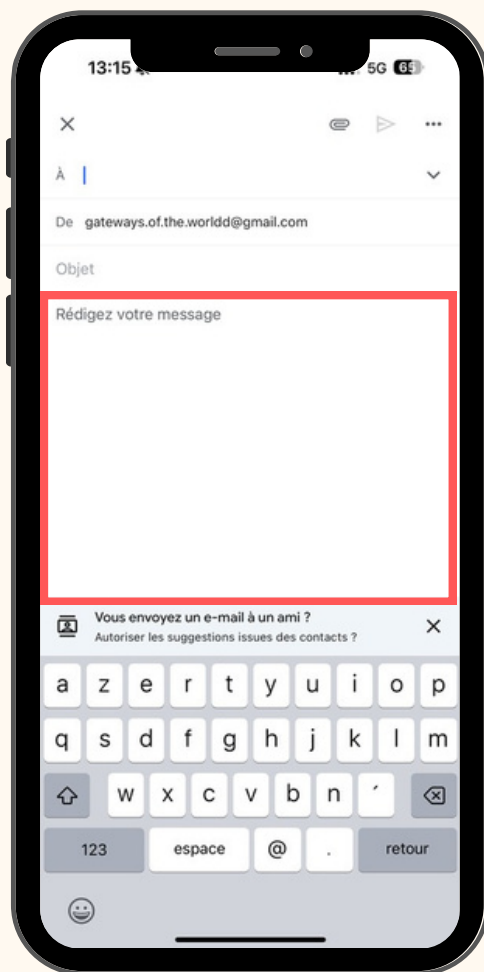 13:15
5G 65
À
De gateways.of.the.worldd@gmail.com
Objet
Rédigez votre message
Vous envoyez un e-mail à un ami ?
Autoriser les suggestions issues des contacts ?
a z e r t y u i o p
q s d f g h j k l m
w x c v b n ´
123 espace @ . retour